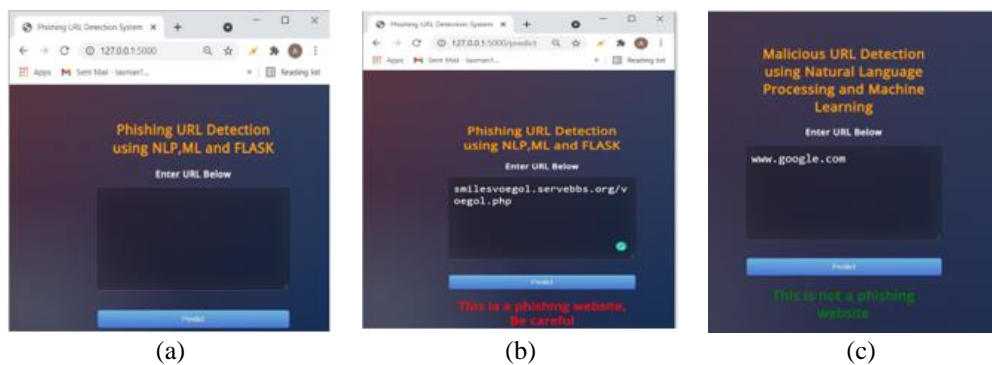 Phishing URL Detection System
127.0.0.1:5000
Apps
Reading list
Phishing URL Detection
using NLP,ML and FLASK
Enter URL Below
Predict
(a)
Phishing URL Detection System
127.0.0.1:5000/predict
Apps
Reading list
Phishing URL Detection
using NLP,ML and FLASK
Enter URL Below
smilesvoegol.servebbs.org/v
oegol.php
Predict
This is a phishing website,
Be careful
(b)
Malicious URL Detection
using Natural Language
Processing and Machine
Learning
Enter URL Below
www.google.com
Predict
This is not a phishing
website
(c)